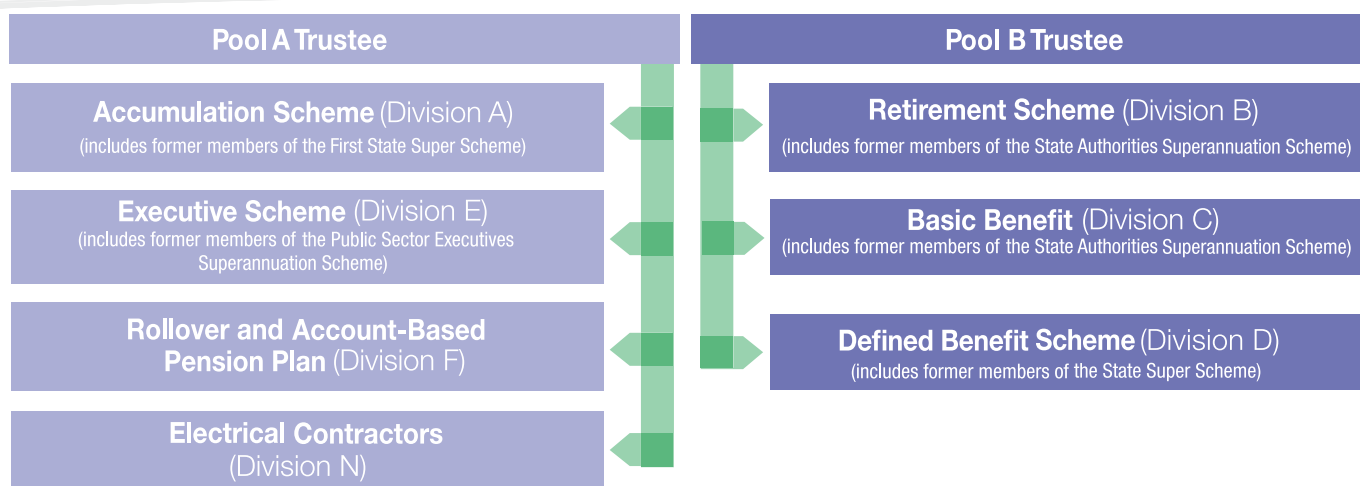 Pool A Trustee
Accumulation Scheme (Division A)
(includes former members of the First State Super Scheme)
Executive Scheme (Division E)
(includes former members of the Public Sector Executives
Superannuation Scheme)
Rollover and Account-Based
Pension Plan (Division F)
Electrical Contractors
(Division N)
Pool B Trustee
Retirement Scheme (Division B)
(includes former members of the State Authorities Superannuation Scheme)
Basic Benefit (Division C)
(includes former members of the State Authorities Superannuation Scheme)
Defined Benefit Scheme (Division D)
(includes former members of the State Super Scheme)